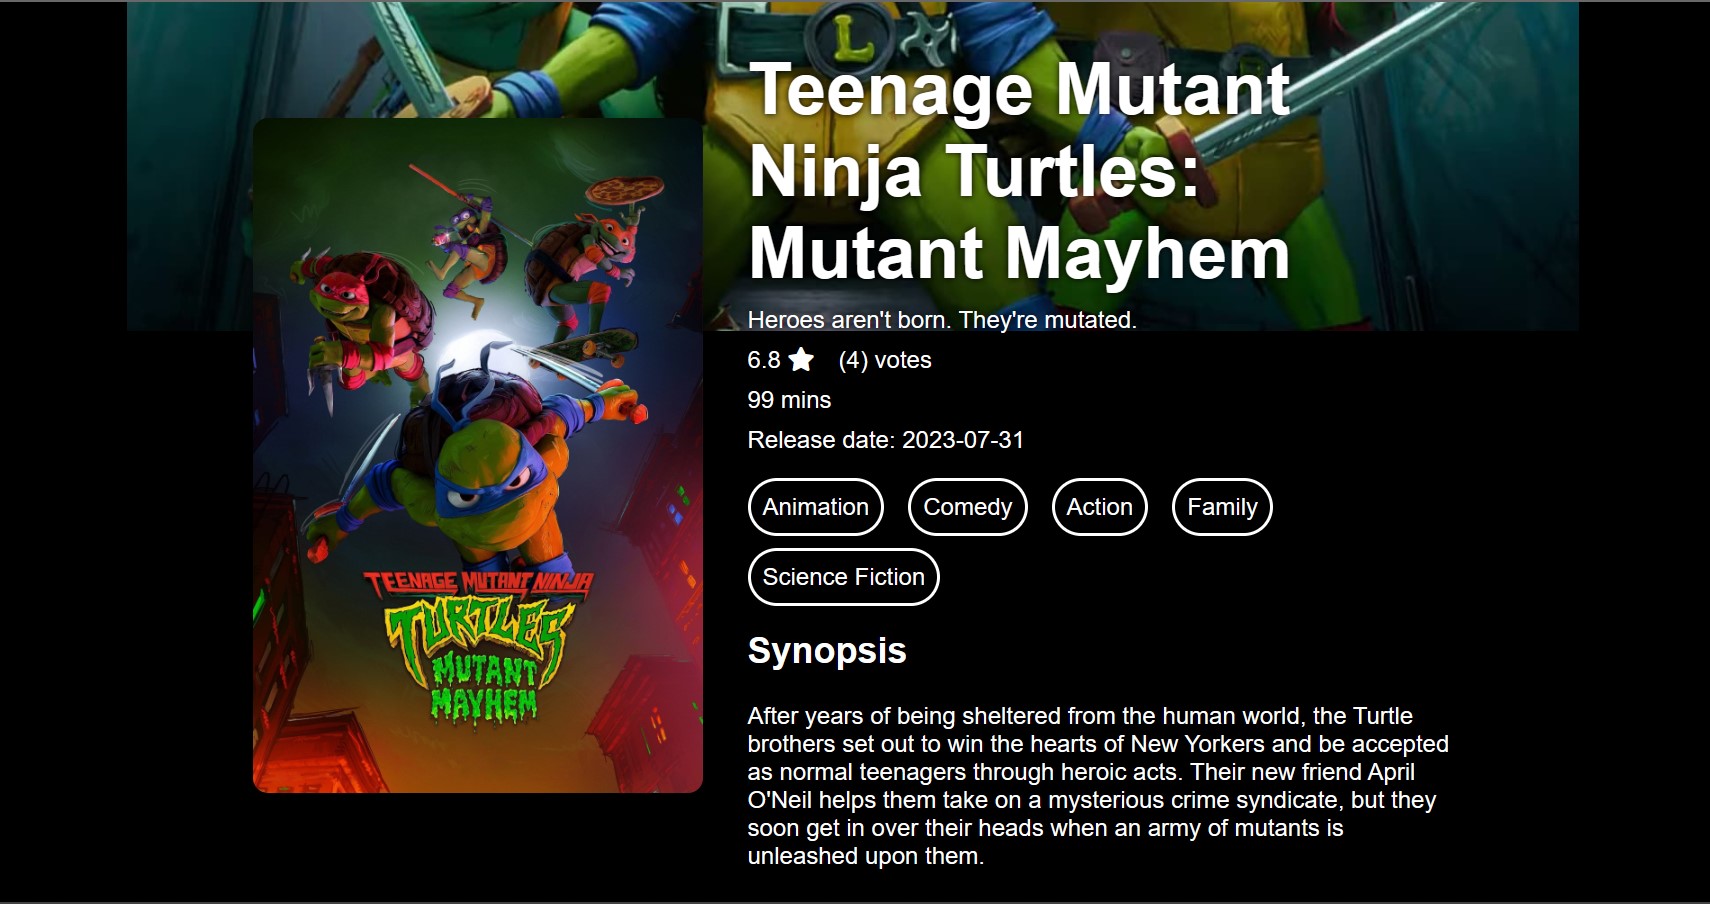 L
Teenage Mutant
Ninja Turtles:
Mutant Mayhem
Heroes aren't born. They're mutated.
6.8 (4) votes
99 mins
Release date: 2023-07-31
Animation Comedy Action Family
Science Fiction
Synopsis
After years of being sheltered from the human world, the Turtle
brothers set out to win the hearts of New Yorkers and be accepted
as normal teenagers through heroic acts. Their new friend April
O'Neil helps them take on a mysterious crime syndicate, but they
soon get in over their heads when an army of mutants is
unleashed upon them.
TEENAGE MUTANT NINJA
TURTLES
MUTANT
MAYHEM